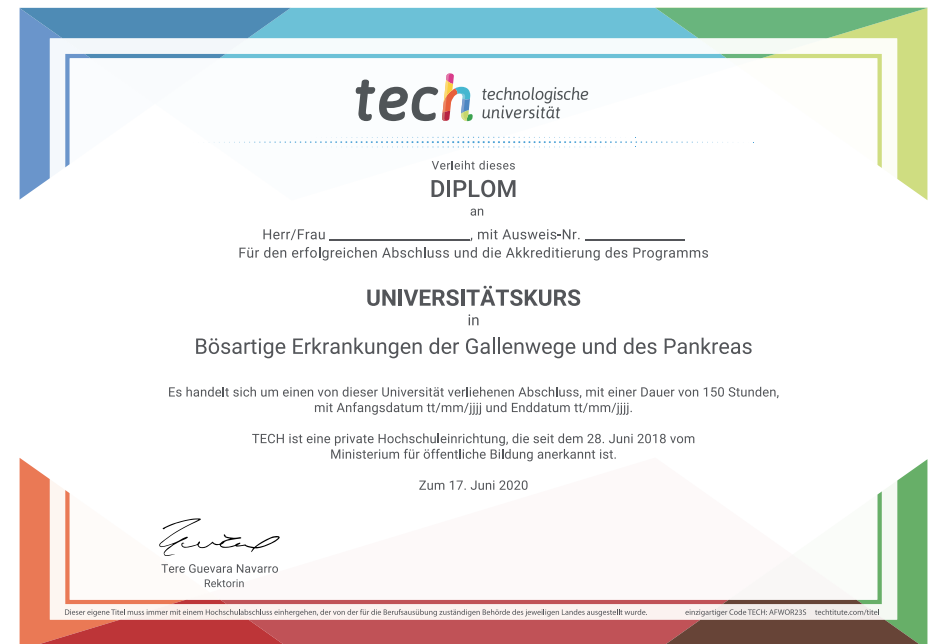 tech technologische
universität
Verleiht dieses
DIPLOM
an
Herr/Frau ____________________, mit Ausweis-Nr. ______________
Für den erfolgreichen Abschluss und die Akkreditierung des Programms
UNIVERSITÄTSKURS
in
Bösartige Erkrankungen der Gallenwege und des Pankreas
Es handelt sich um einen von dieser Universität verliehenen Abschluss, mit einer Dauer von 150 Stunden,
mit Anfangsdatum tt/mm/jjjj und Enddatum tt/mm/jjjj.
TECH ist eine private Hochschuleinrichtung, die seit dem 28. Juni 2018 vom
Ministerium für öffentliche Bildung anerkannt ist.
Zum 17. Juni 2020
Tere Guevara Navarro
Rektorin
Dieser eigene Titel muss immer mit einem Hochschulabschluss einhergehen, der von der für die Berufsausübung zuständigen Behörde des jeweiligen Landes ausgestellt wurde. einzigartiger Code TECH: AFWOR23S techtitute.com/titel